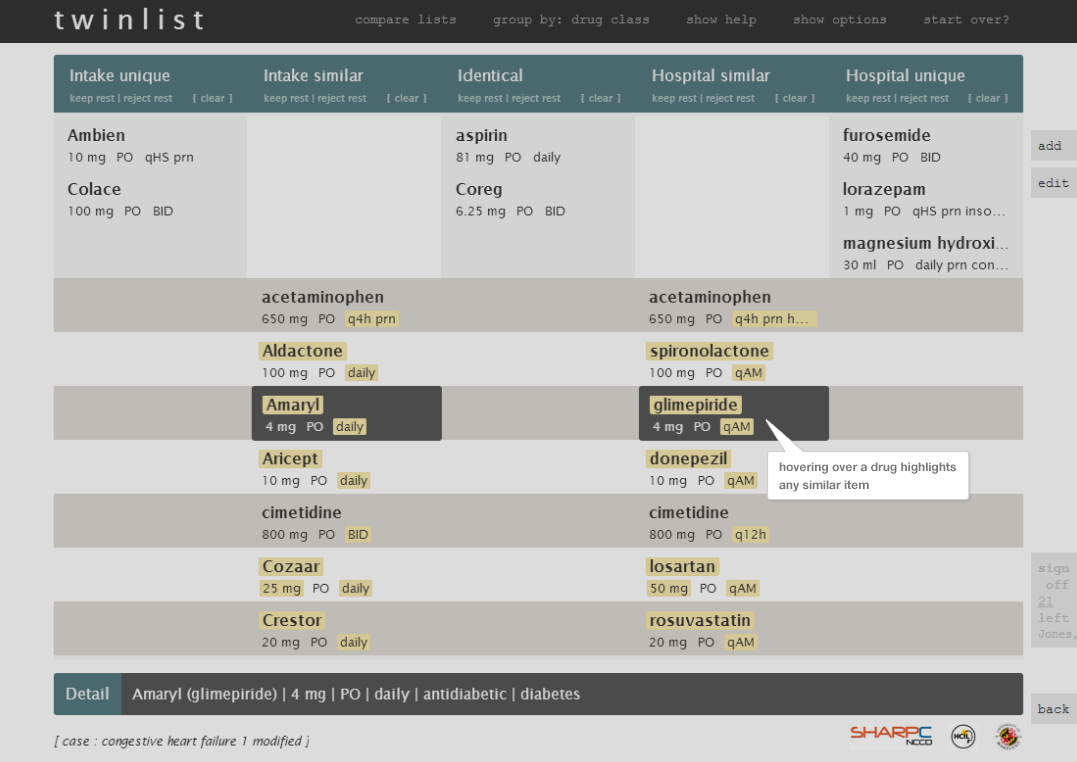 twinlist
compare lists group by: drug class show help show options start over?
Intake unique Intake similar Identical Hospital similar Hospital unique
keep rest | reject rest [ clear ] keep rest | reject rest [ clear ] keep rest | reject rest [ clear ] keep rest | reject rest [ clear ] keep rest | reject rest [ clear ]
Ambien aspirin furosemide
10 mg PO qHS prn 81 mg PO daily 40 mg PO BID
add
Colace Coreg lorazepam
edit
100 mg PO BID 6.25 mg PO BID 1 mg PO qHS prn inso...
magnesium hydroxi...
30 ml PO daily prn con...
acetaminophen acetaminophen
650 mg PO q4h prn 650 mg PO q4h prn h...
Aldactone spironolactone
100 mg PO daily 100 mg PO qAM
Amaryl glimepiride
4 mg PO daily 4 mg PO qAM
Aricept donepezil
10 mg PO daily 10 mg PO qAM
hovering over a drug highlights
any similar item
cimetidine cimetidine
800 mg PO BID 800 mg PO q12h
Cozaar losartan
25 mg PO daily 50 mg PO qAM
Crestor rosuvastatin
20 mg PO daily 20 mg PO qAM
sign
off
21
left
Jones,
Detail Amaryl (glimepiride) | 4 mg | PO | daily | antidiabetic | diabetes
back
[ case : congestive heart failure 1 modified ]
SHARPC
NCCD
HCIL